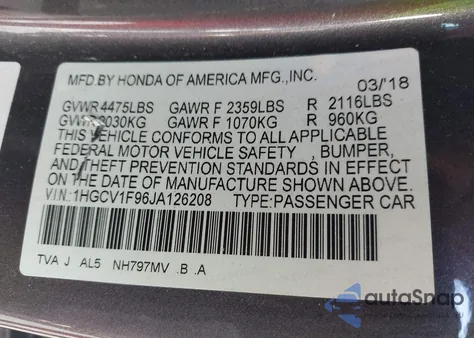 MFD.BY HONDA OF AMERICA MFG.,INC. 03/'18
GVWR 4475LBS GAWR F 2359LBS R 2116LBS
GVWR 2030KG GAWR F 1070KG R 960KG
THIS VEHICLE CONFORMS TO ALL APPLICABLE
FEDERAL MOTOR VEHICLE SAFETY , BUMPER,
AND THEFT PREVENTION STANDARDS IN EFFECT
ON THE DATE OF MANUFACTURE SHOWN ABOVE.
V.I.N.:1HGCV1F96JA126208 TYPE:PASSENGER CAR
TVA J AL5 NH797MV .B .A
autoSnap